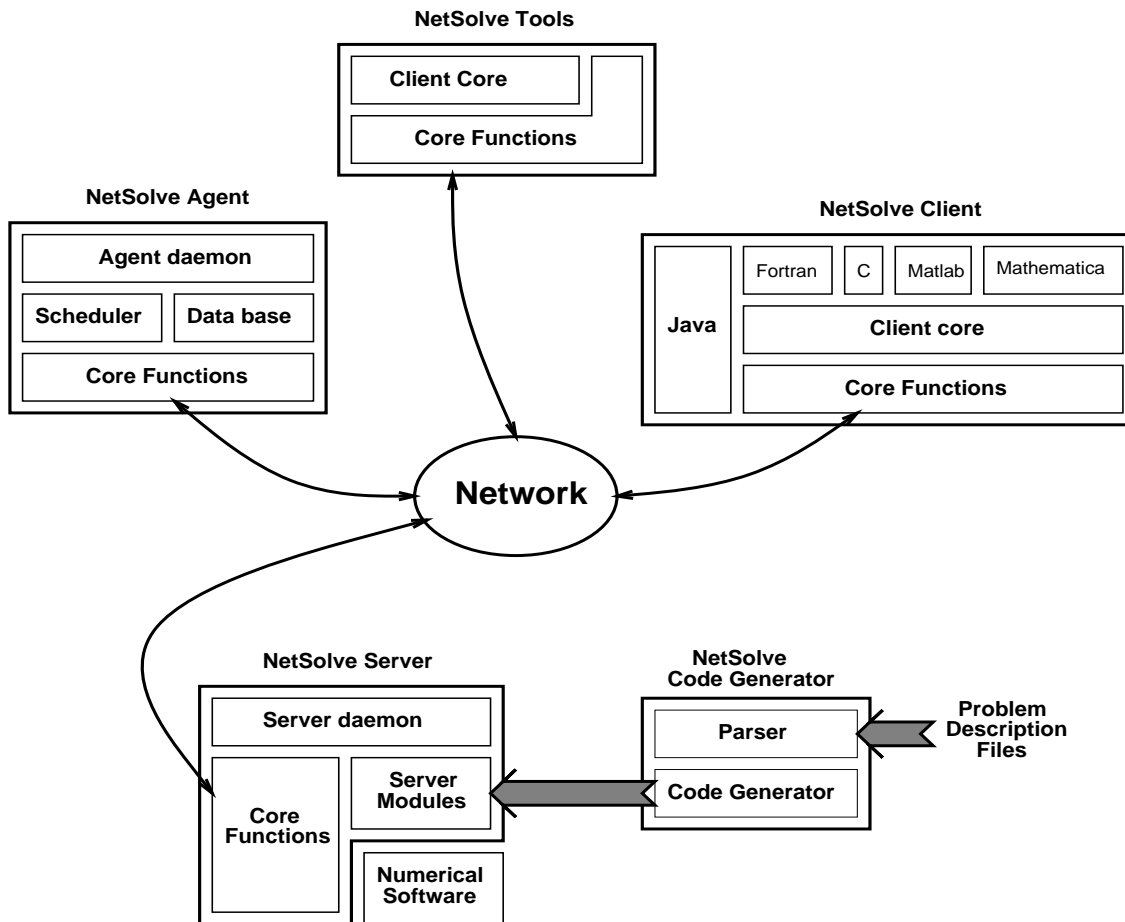 NetSolve Tools
Client Core
Core Functions
NetSolve Agent
Agent daemon
Scheduler
Data base
Core Functions
NetSolve Client
Java
Fortran
C
Matlab
Mathematica
Client core
Core Functions
Network
NetSolve Server
Server daemon
Core
Functions
Server
Modules
Numerical
Software
NetSolve
Code Generator
Parser
Code Generator
Problem
Description
Files